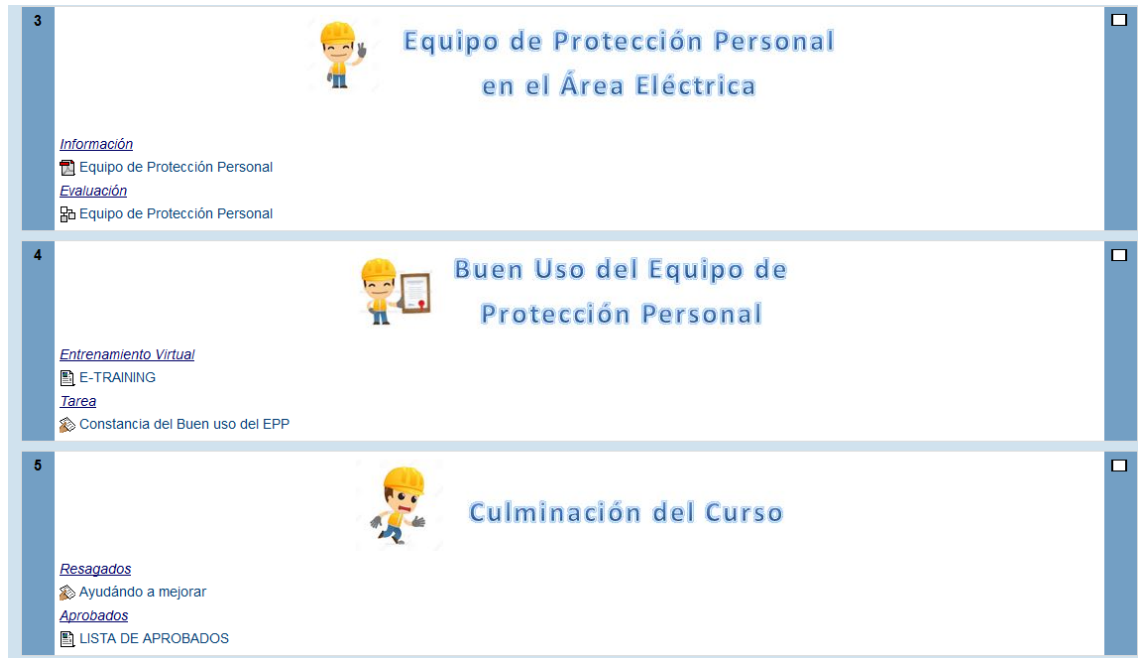 3
Equipo de Protección Personal
en el Área Eléctrica
Información
Equipo de Protección Personal
Evaluación
Equipo de Protección Personal
4
Buen Uso del Equipo de
Protección Personal
Entrenamiento Virtual
E-TRAINING
Tarea
Constancia del Buen uso del EPP
5
Culminación del Curso
Resagados
Ayudándo a mejorar
Aprobados
LISTA DE APROBADOS